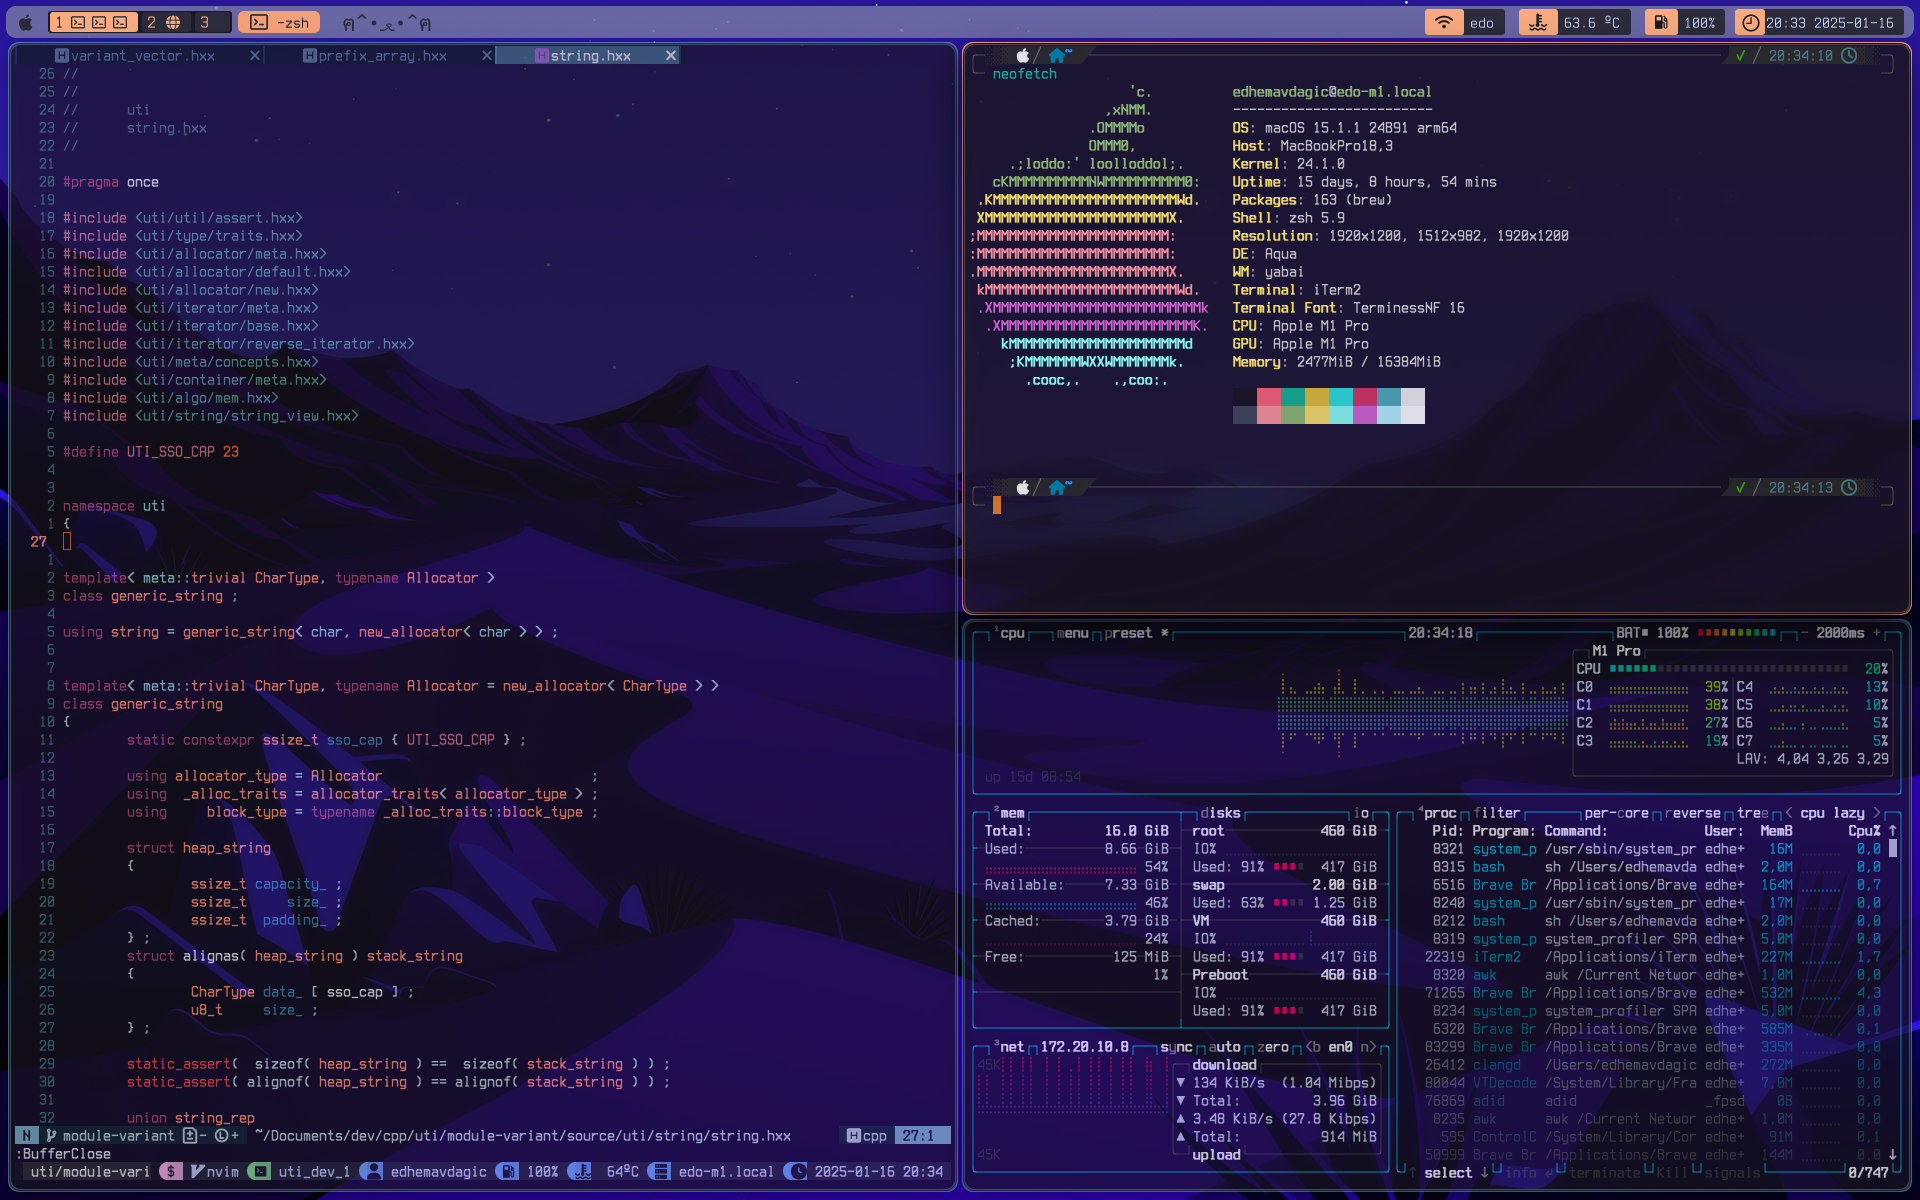 1 2 3 -zsh ฅ^•ﻌ•^ฅ
edo 63.6 ºC 100% 20:33 2025-01-16
variant_vector.hxx ✕ prefix_array.hxx ✕ string.hxx ✕
26 //
25 //
24 // uti
23 // string.hxx
22 //
21
20 #pragma once
19
18 #include <uti/util/assert.hxx>
17 #include <uti/type/traits.hxx>
16 #include <uti/allocator/meta.hxx>
15 #include <uti/allocator/default.hxx>
14 #include <uti/allocator/new.hxx>
13 #include <uti/iterator/meta.hxx>
12 #include <uti/iterator/base.hxx>
11 #include <uti/iterator/reverse_iterator.hxx>
10 #include <uti/meta/concepts.hxx>
9 #include <uti/container/meta.hxx>
8 #include <uti/algo/mem.hxx>
7 #include <uti/string/string_view.hxx>
6
5 #define UTI_SSO_CAP 23
4
3
2 namespace uti
1 {
27
1
2 template< meta::trivial CharType, typename Allocator >
3 class generic_string ;
4
5 using string = generic_string< char, new_allocator< char > > ;
6
7
8 template< meta::trivial CharType, typename Allocator = new_allocator< CharType > >
9 class generic_string
10 {
11 static constexpr ssize_t sso_cap { UTI_SSO_CAP } ;
12
13 using allocator_type = Allocator ;
14 using _alloc_traits = allocator_traits< allocator_type > ;
15 using block_type = typename _alloc_traits::block_type ;
16
17 struct heap_string
18 {
19 ssize_t capacity_ ;
20 ssize_t size_ ;
21 ssize_t padding_ ;
22 } ;
23 struct alignas( heap_string ) stack_string
24 {
25 CharType data_ [ sso_cap ] ;
26 u8_t size_ ;
27 } ;
28
29 static_assert( sizeof( heap_string ) == sizeof( stack_string ) ) ;
30 static_assert( alignof( heap_string ) == alignof( stack_string ) ) ;
31
32 union string_rep
N module-variant - + ~/Documents/dev/cpp/uti/module-variant/source/uti/string/string.hxx cpp 27:1
:BufferClose
uti/module-vari $ nvim uti_dev_1 edhemavdagic 100% 64ºC edo-m1.local 2025-01-16 20:34
/ ~ ✓ / 20:34:10
neofetch
'c.
,xNMM.
.OMMMMo
OMMM0,
.;loddo:' loolloddol;.
cKMMMMMMMMMMNWMMMMMMMMMM0:
.KMMMMMMMMMMMMMMMMMMMMMMMWd.
XMMMMMMMMMMMMMMMMMMMMMMMX.
;MMMMMMMMMMMMMMMMMMMMMMMM:
:MMMMMMMMMMMMMMMMMMMMMMMM:
.MMMMMMMMMMMMMMMMMMMMMMMMX.
kMMMMMMMMMMMMMMMMMMMMMMMMWd.
.XMMMMMMMMMMMMMMMMMMMMMMMMMMk
.XMMMMMMMMMMMMMMMMMMMMMMMMK.
kMMMMMMMMMMMMMMMMMMMMMMd
;KMMMMMMMWXXWMMMMMMMk.
.cooc,. .,coo:.
edhemavdagic@edo-m1.local
-------------------------
OS: macOS 15.1.1 24B91 arm64
Host: MacBookPro18,3
Kernel: 24.1.0
Uptime: 15 days, 8 hours, 54 mins
Packages: 163 (brew)
Shell: zsh 5.9
Resolution: 1920x1200, 1512x982, 1920x1200
DE: Aqua
WM: yabai
Terminal: iTerm2
Terminal Font: TerminessNF 16
CPU: Apple M1 Pro
GPU: Apple M1 Pro
Memory: 2477MiB / 16384MiB
/ ~ ✓ / 20:34:13
¹cpu menu preset * 20:34:18 BAT■ 100% - 2000ms +
M1 Pro
CPU 20%
C0 39% C4 13%
C1 38% C5 10%
C2 27% C6 5%
C3 19% C7 5%
LAV: 4,04 3,26 3,29
up 15d 08:54
²mem
Total: 16.0 GiB
Used: 8.66 GiB
54%
Available: 7.33 GiB
46%
Cached: 3.79 GiB
24%
Free: 125 MiB
1%
disks io
root 460 GiB
IO%
Used: 91% 417 GiB
swap 2.00 GiB
Used: 63% 1.25 GiB
VM 460 GiB
IO%
Used: 91% 417 GiB
Preboot 460 GiB
IO%
Used: 91% 417 GiB
³net 172.20.10.8 sync auto zero <b en0 n>
45K
download
▼ 134 KiB/s (1.04 Mibps)
▼ Total: 3.96 GiB
▲ 3.48 KiB/s (27.8 Kibps)
▲ Total: 914 MiB
45K
upload
⁴proc filter per-core reverse tree < cpu lazy >
Pid: Program: Command: User: MemB Cpu% ↑
8321 system_p /usr/sbin/system_pr edhe+ 16M 0,0
8315 bash sh /Users/edhemavda edhe+ 2,0M 0,0
6516 Brave Br /Applications/Brave edhe+ 164M 0,7
8240 system_p /usr/sbin/system_pr edhe+ 17M 0,0
8212 bash sh /Users/edhemavda edhe+ 2,0M 0,0
8319 system_p system_profiler SPA edhe+ 5,0M 0,0
22319 iTerm2 /Applications/iTerm edhe+ 227M 1,7
8320 awk awk /Current Networ edhe+ 1,0M 0,0
71265 Brave Br /Applications/Brave edhe+ 532M 4,3
8234 system_p system_profiler SPA edhe+ 5,0M 0,0
5320 Brave Br /Applications/Brave edhe+ 585M 0,1
83299 Brave Br /Applications/Brave edhe+ 335M 0,0
26412 clangd /Users/edhemavdagic edhe+ 272M 0,0
80044 VTDecode /System/Library/Fra edhe+ 7,0M 0,0
76869 adid adid _fpsd 0B 0,0
8235 awk awk /Current Networ edhe+ 1,0M 0,0
595 ControlC /System/Library/Cor edhe+ 91M 0,1
50999 Brave Br /Applications/Brave edhe+ 144M 0,0 ↓
↑ select ↓ info ↵ terminate Kill signals 0/747